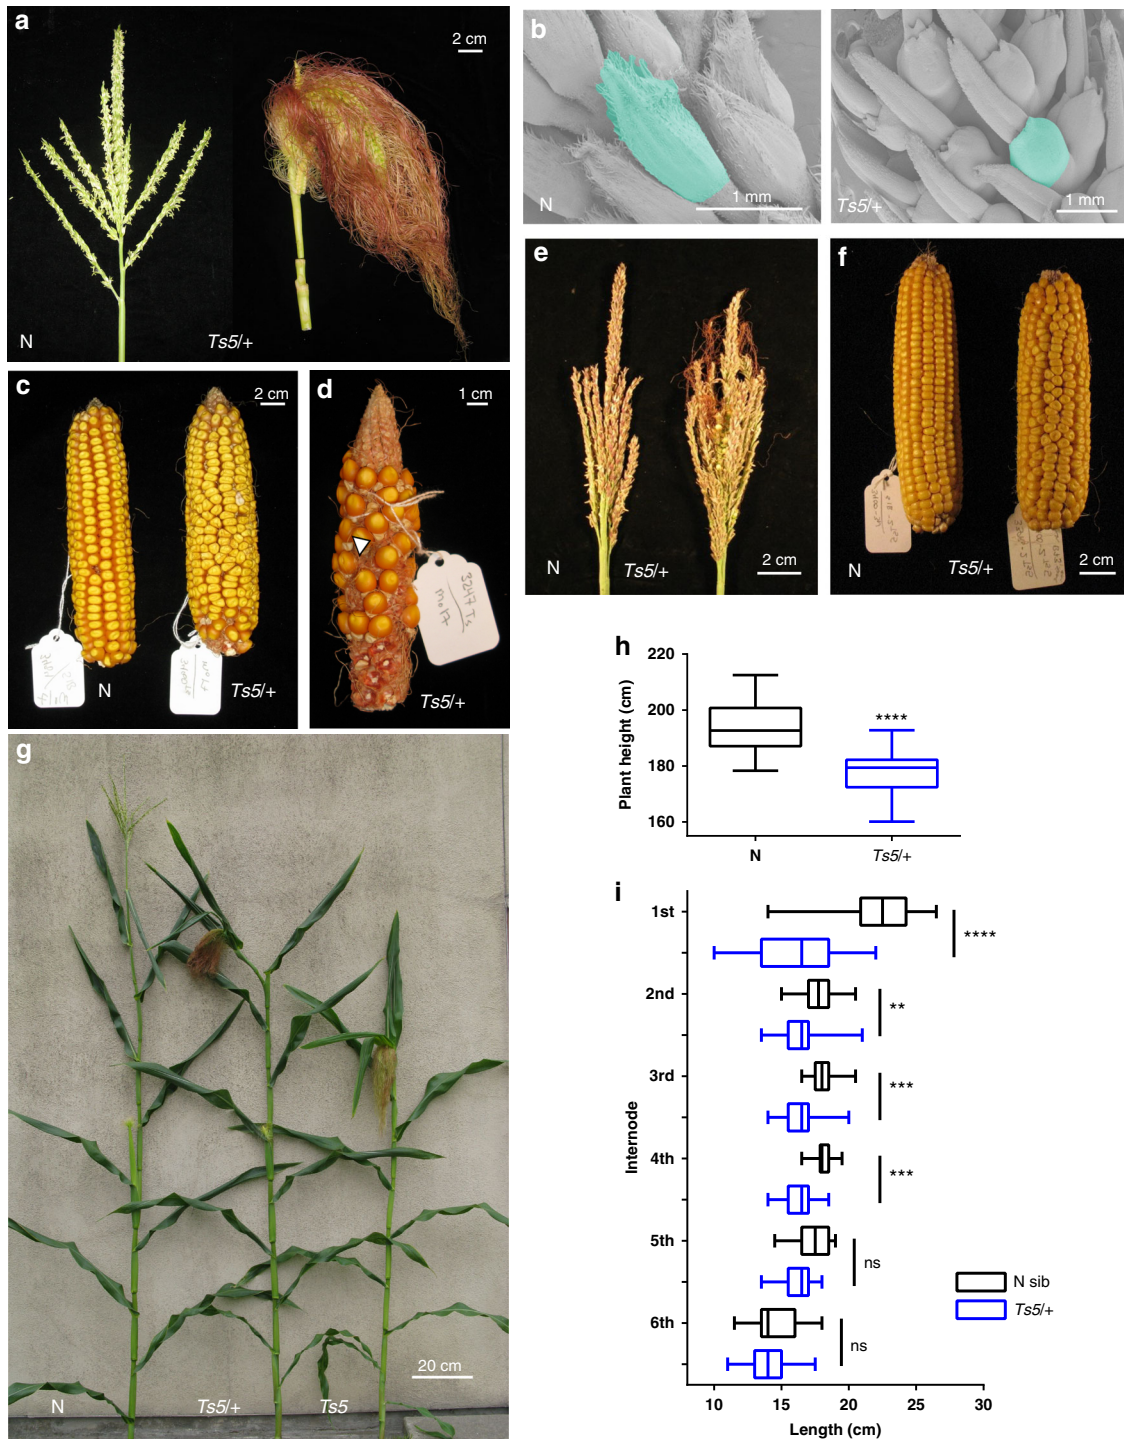 a
2 cm
N
Ts5/+
b
N
1 mm
Ts5/+
1 mm
c
2 cm
N
Ts5/+
d
1 cm
3247 Ts
mo17
Ts5/+
e
N
Ts5/+
2 cm
f
N
Ts5/+
2 cm
g
N
Ts5/+
Ts5
20 cm
h
220
200
180
160
Plant height (cm)
****
N
Ts5/+
i
Internode
1st
****
2nd
**
3rd
***
4th
***
5th
ns
6th
ns
N sib
Ts5/+
10 15 20 25 30
Length (cm)